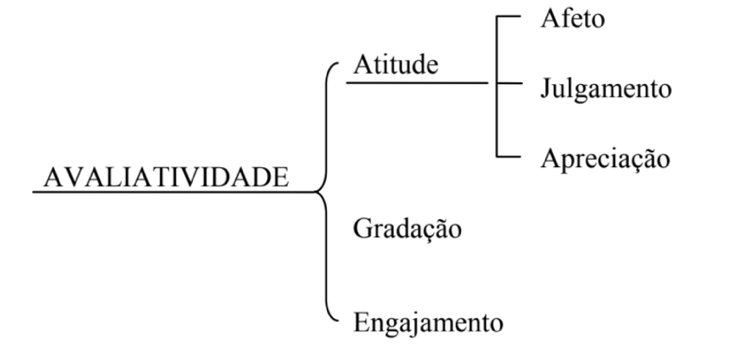 AVALIATIVIDADE
Atitude
Afeto
Julgamento
Apreciação
Gradação
Engajamento